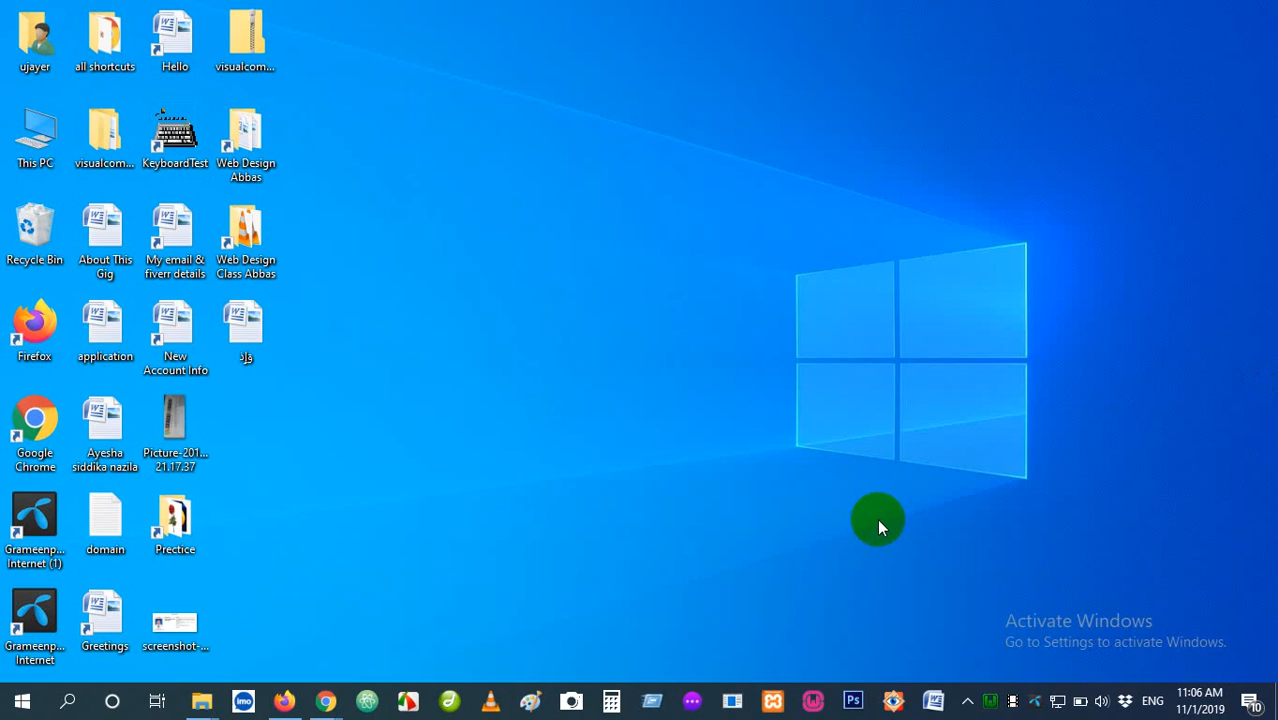 ujayer
all shortcuts
Hello
visualcom...
This PC
visualcom...
KeyboardTest
Web Design
Abbas
Recycle Bin
About This
Gig
My email &
fiverr details
Web Design
Class Abbas
Firefox
application
New
Account Info
Google
Chrome
Ayesha
siddika nazila
Picture-201...
21.17.37
Grameenp...
Internet (1)
domain
Prectice
Grameenp...
Internet
Greetings
screenshot-...
Activate Windows
Go to Settings to activate Windows.
imo
Ps
ENG
11:06 AM
11/1/2019
10